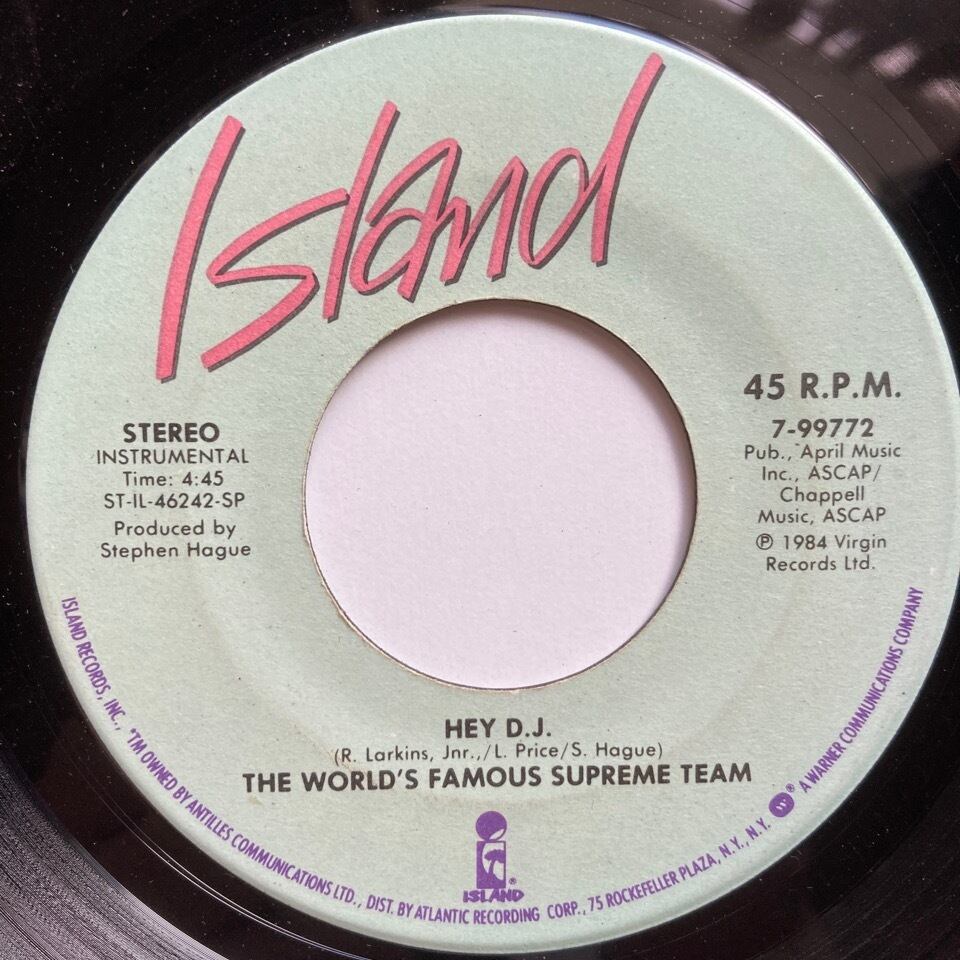 Island
STEREO
INSTRUMENTAL
Time: 4:45
ST-IL-46242-SP
Produced by
Stephen Hague
45 R.P.M.
7-99772
Pub., April Music
Inc., ASCAP/
Chappell
Music, ASCAP
℗ 1984 Virgin
Records Ltd.
HEY D.J.
(R. Larkins, Jnr.,/L. Price/S. Hague)
THE WORLD'S FAMOUS SUPREME TEAM
ISLAND®
ISLAND RECORDS, INC., *TM OWNED BY ANTILLES COMMUNICATIONS LTD., DIST. BY ATLANTIC RECORDING CORP., 75 ROCKEFELLER PLAZA, N.Y., N.Y. ® A WARNER COMMUNICATIONS COMPANY